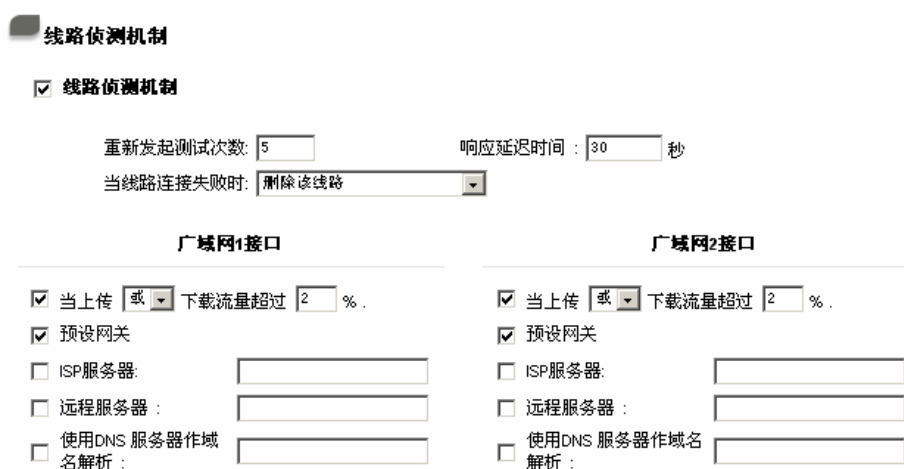 线路侦测机制
线路侦测机制
重新发起测试次数: 5 响应延迟时间 : 30 秒
当线路连接失败时: 删除该线路
广域网1接口 广域网2接口
当上传 或 下载流量超过 2 % . 当上传 或 下载流量超过 2 % .
预设网关 预设网关
ISP服务器: ISP服务器:
远程服务器 : 远程服务器 :
使用DNS 服务器作域 使用DNS 服务器作域名
名解析 : 解析 :